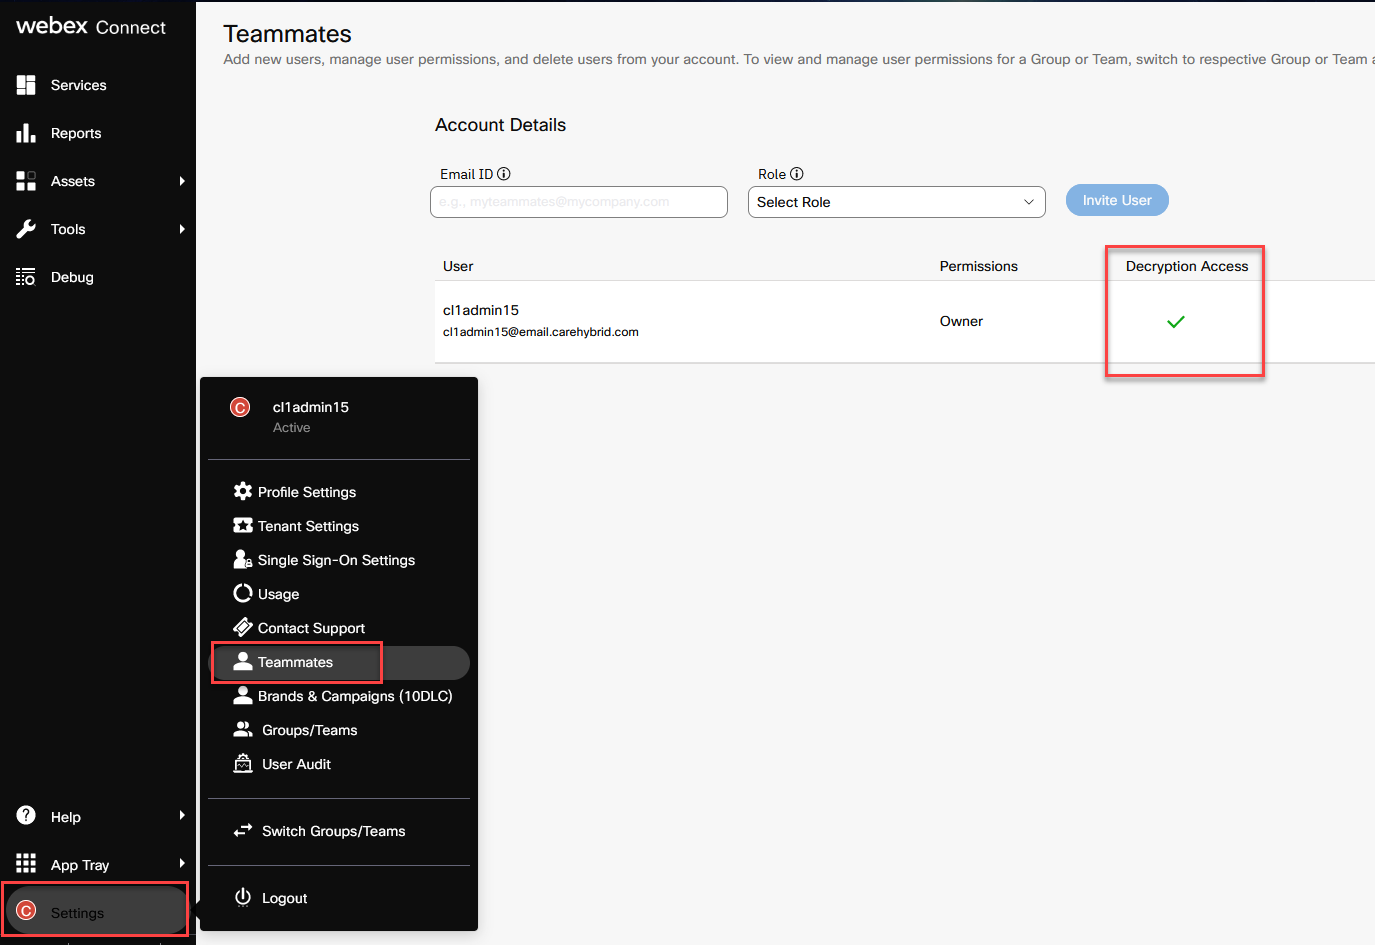 webex Connect
Services
Reports
Assets
Tools
Debug
Help
App Tray
C Settings
Teammates
Add new users, manage user permissions, and delete users from your account. To view and manage user permissions for a Group or Team, switch to respective Group or Team a
Account Details
Email ID
Role
e.g., myteammates@mycompany.com
Select Role
Invite User
User Permissions Decryption Access
cl1admin15
cl1admin15@email.carehybrid.com
Owner
C cl1admin15
Active
Profile Settings
Tenant Settings
Single Sign-On Settings
Usage
Contact Support
Teammates
Brands & Campaigns (10DLC)
Groups/Teams
User Audit
Switch Groups/Teams
Logout